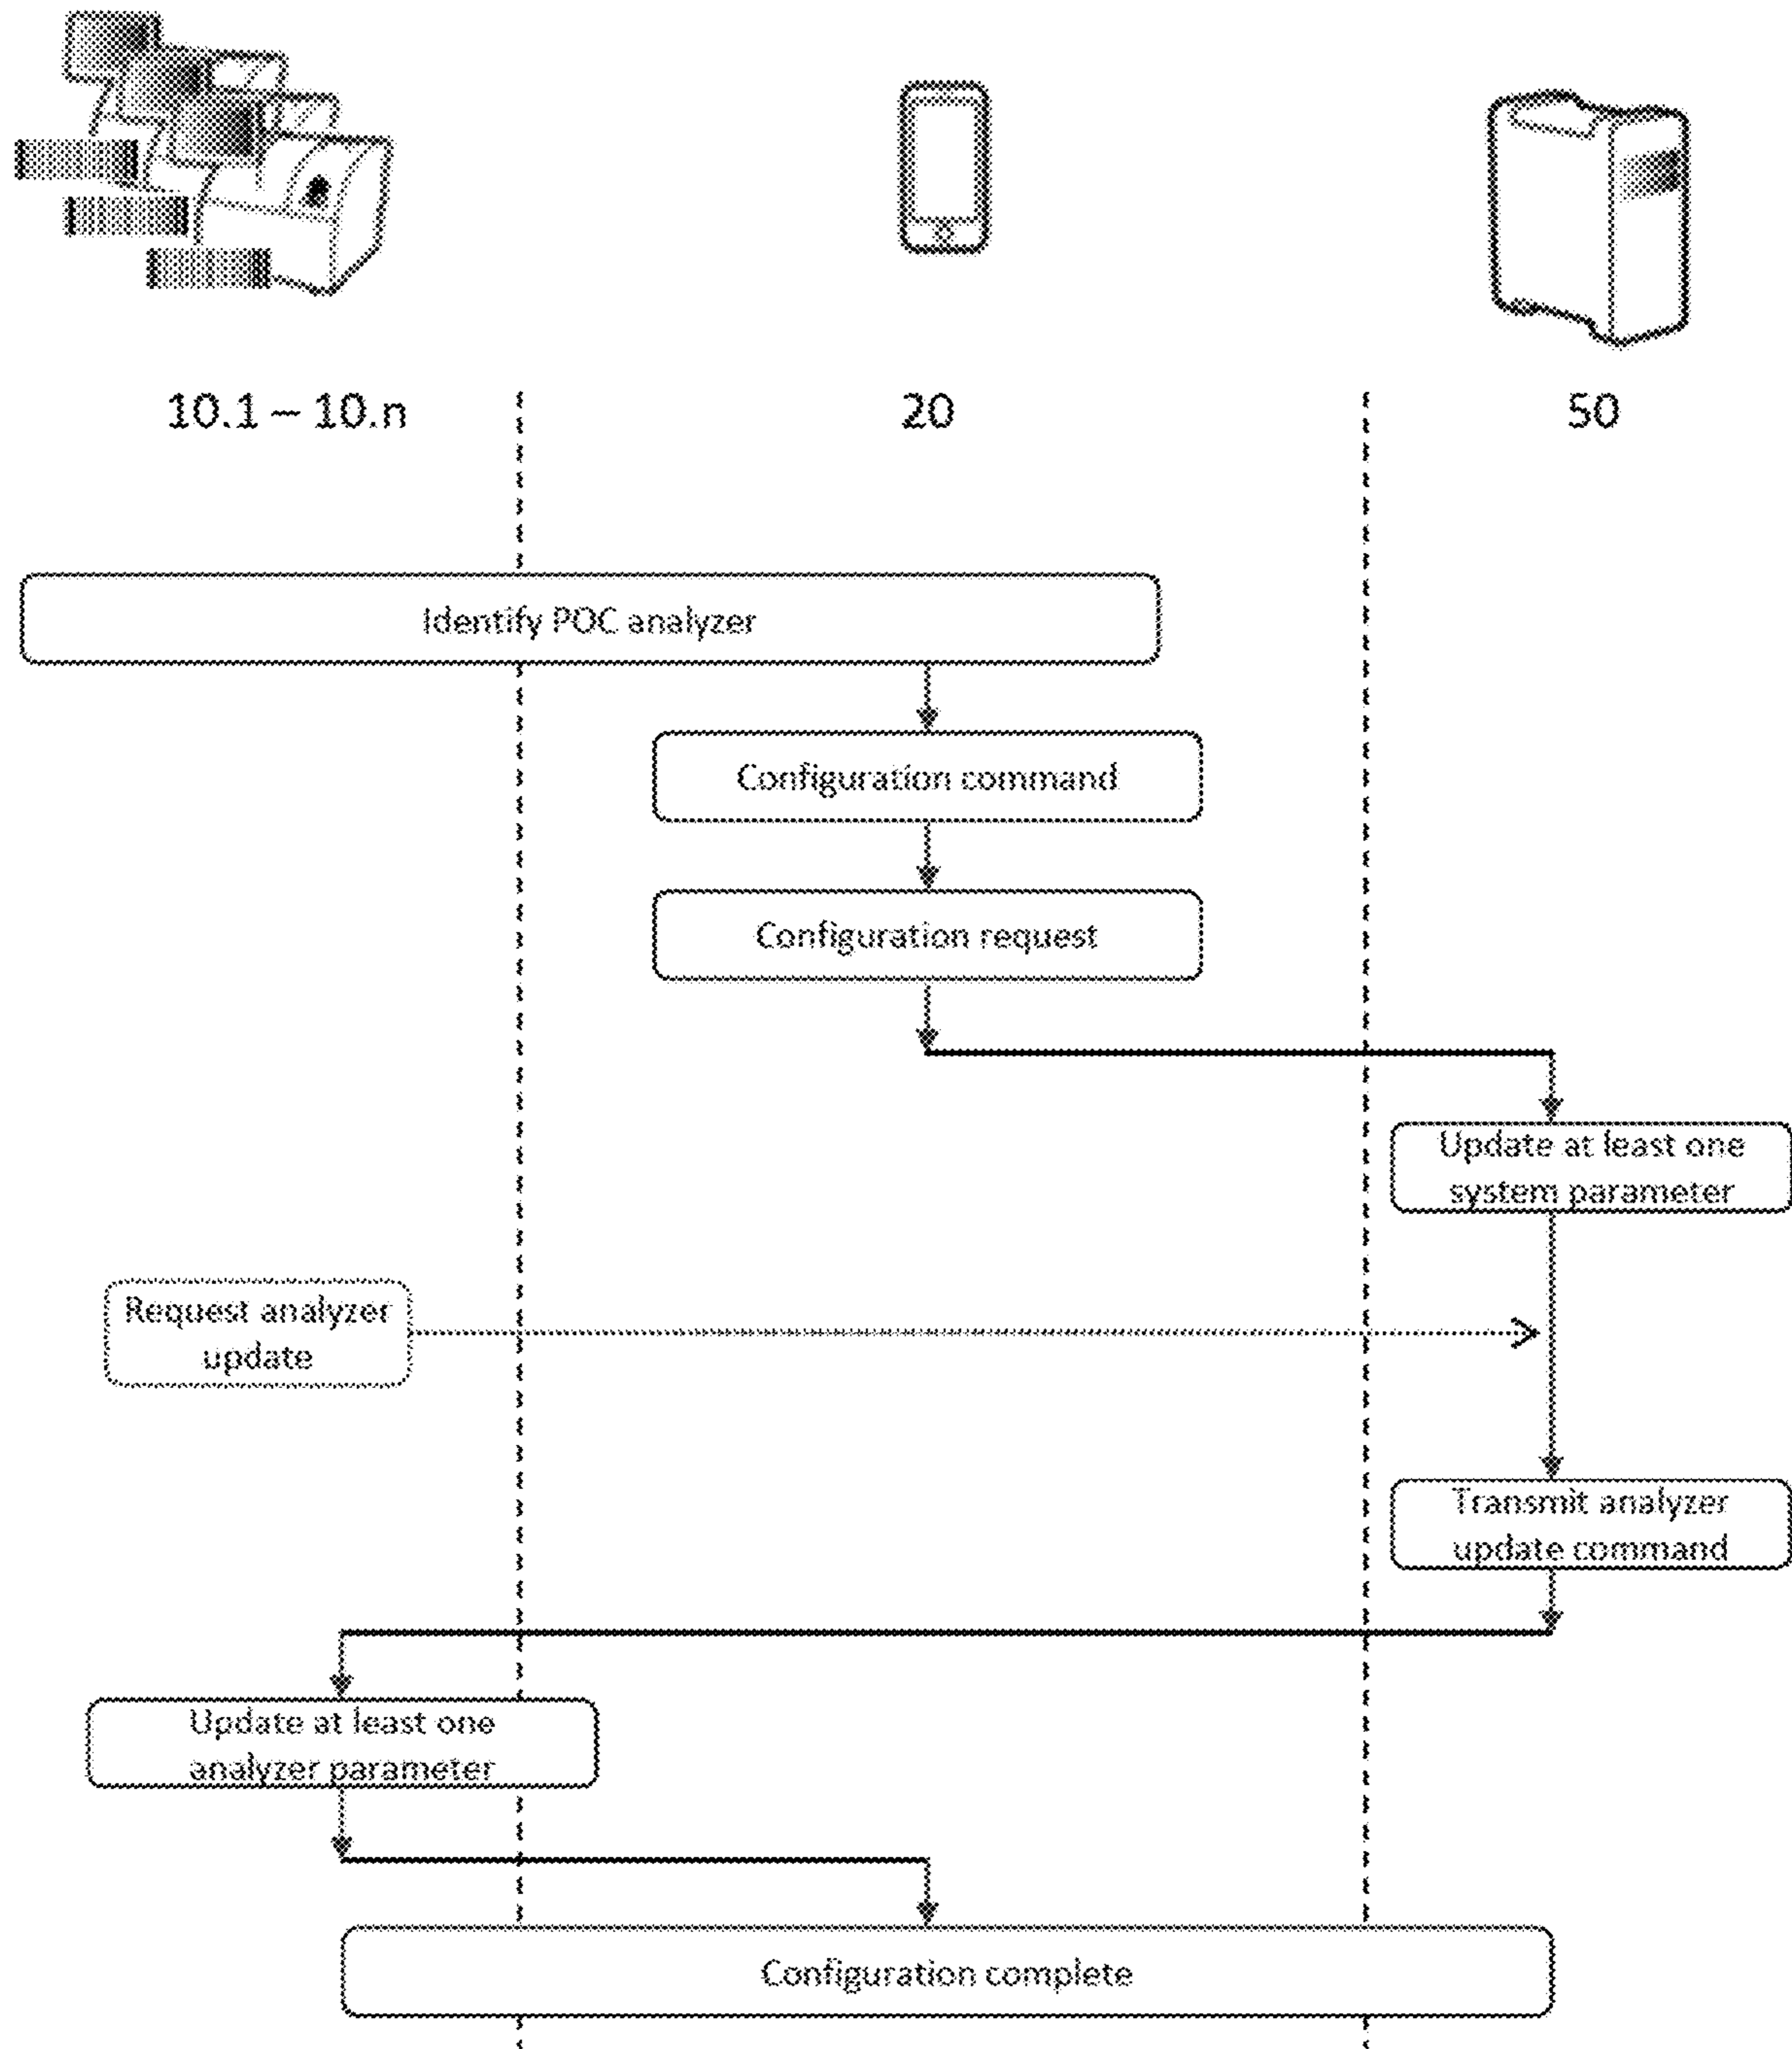 10.1 – 10.n
20
50
Identify POC analyzer
Configuration command
Configuration request
Update at least one
system parameter
Request analyzer
update
Transmit analyzer
update command
Update at least one
analyzer parameter
Configuration complete